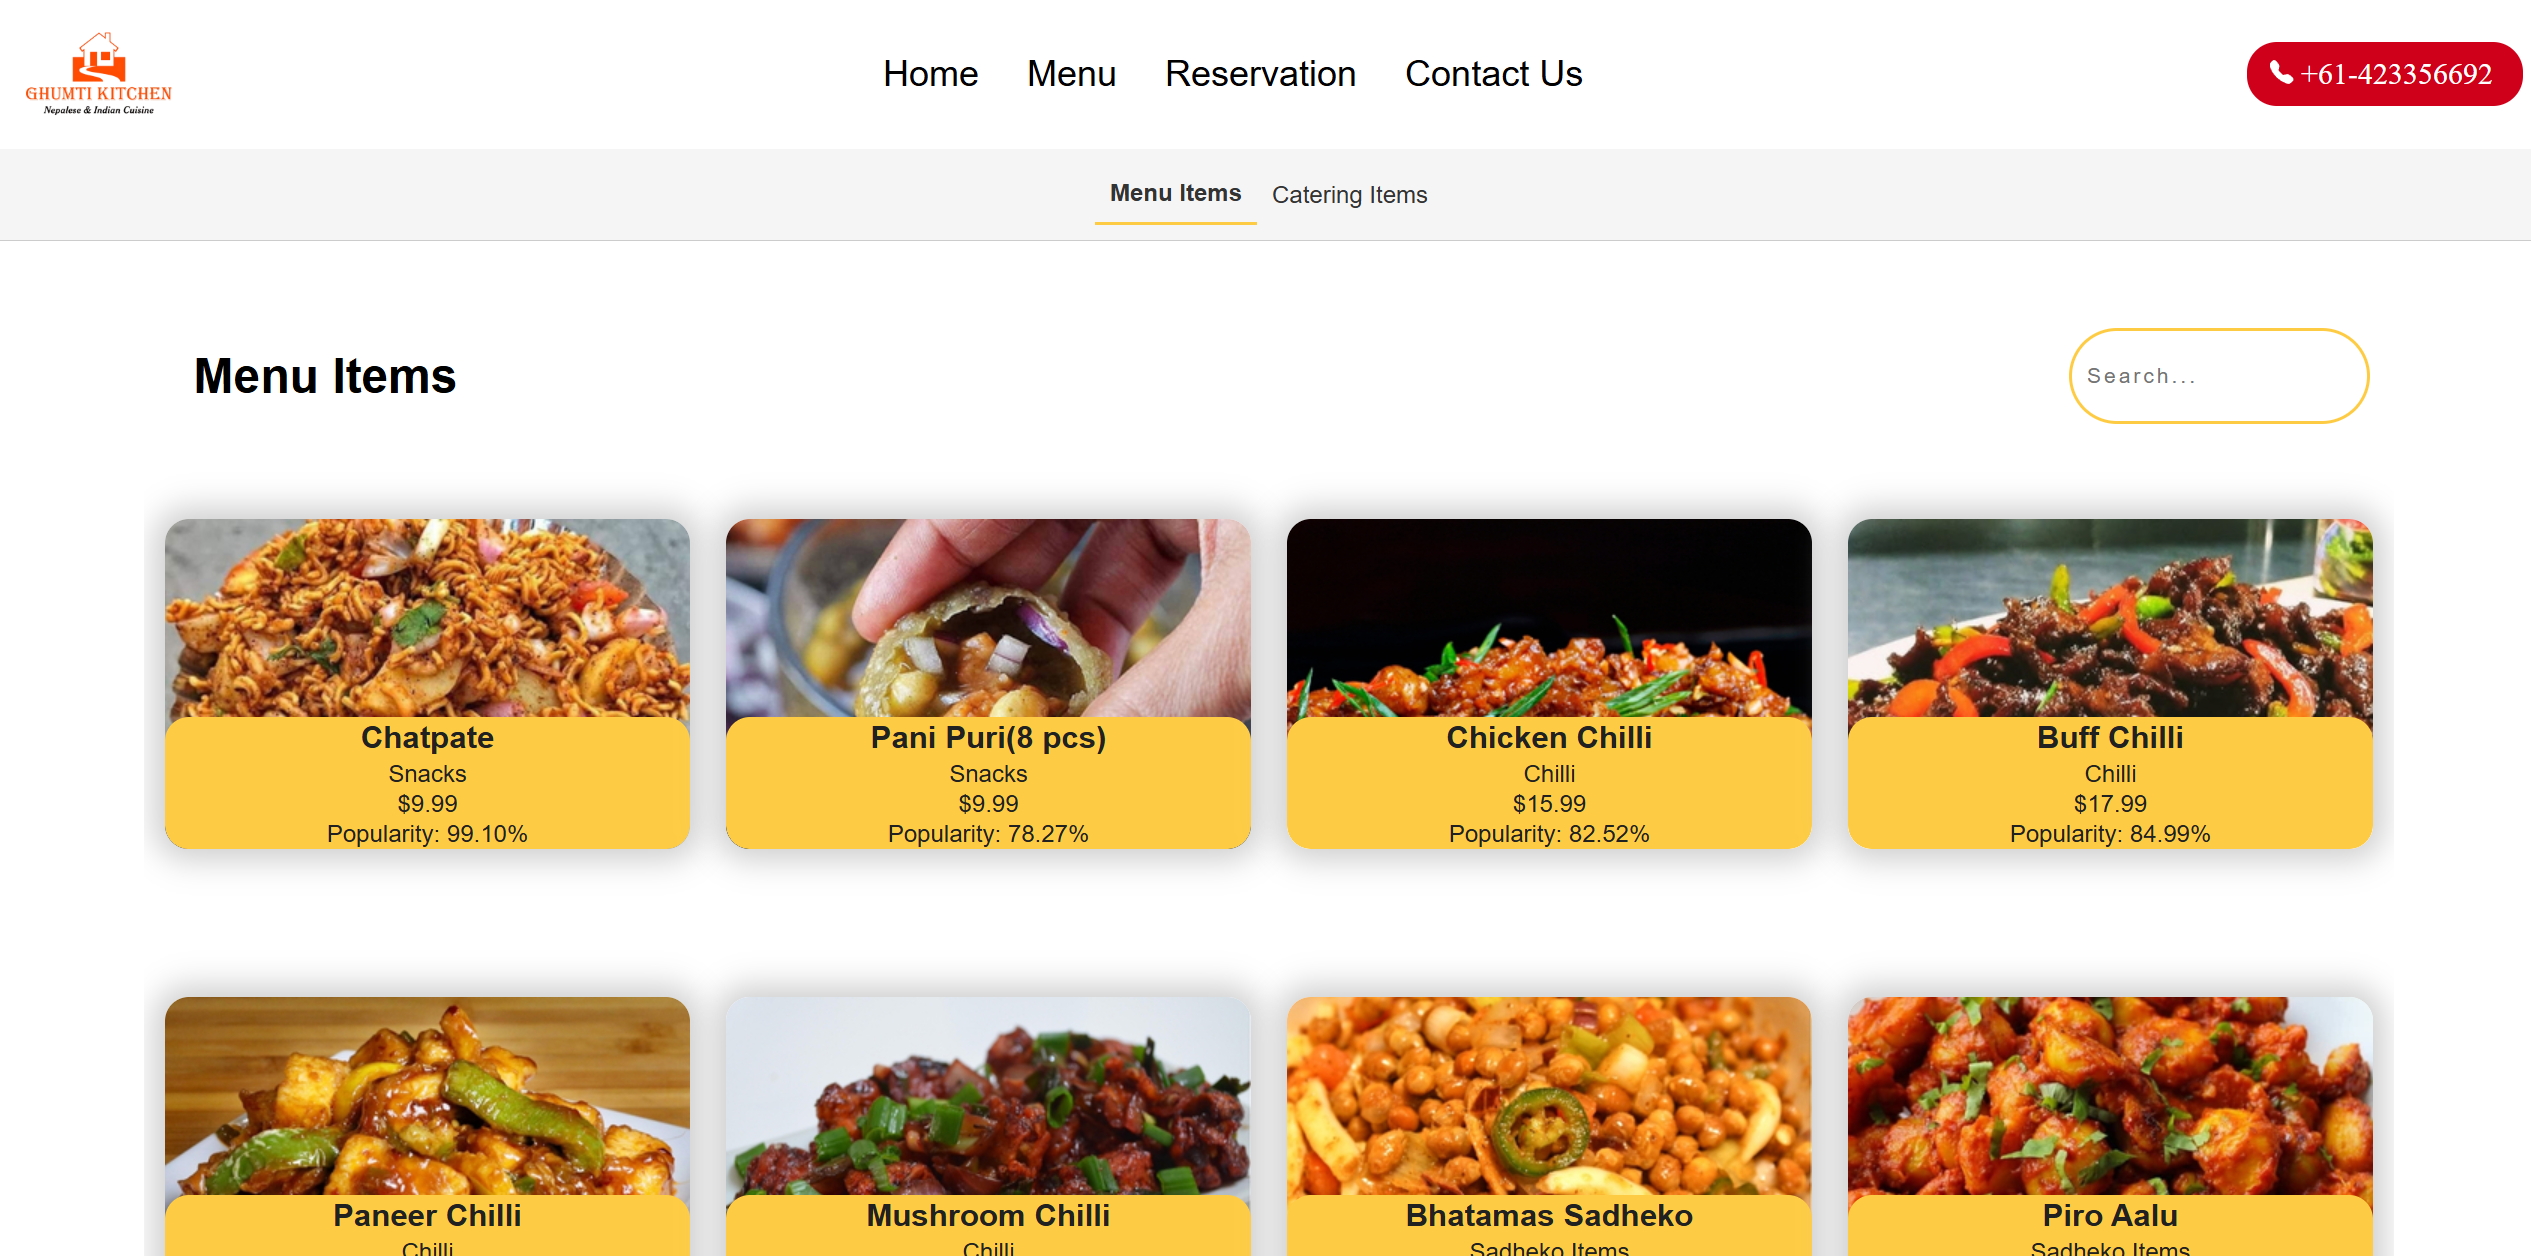 GHUMTI KITCHEN
Nepalese & Indian Cuisine
Home Menu Reservation Contact Us
+61-423356692
Menu Items Catering Items
Menu Items
Search...
Chatpate
Snacks
$9.99
Popularity: 99.10%
Pani Puri(8 pcs)
Snacks
$9.99
Popularity: 78.27%
Chicken Chilli
Chilli
$15.99
Popularity: 82.52%
Buff Chilli
Chilli
$17.99
Popularity: 84.99%
Paneer Chilli
Chilli
Mushroom Chilli
Chilli
Bhatamas Sadheko
Sadheko Items
Piro Aalu
Sadheko Items